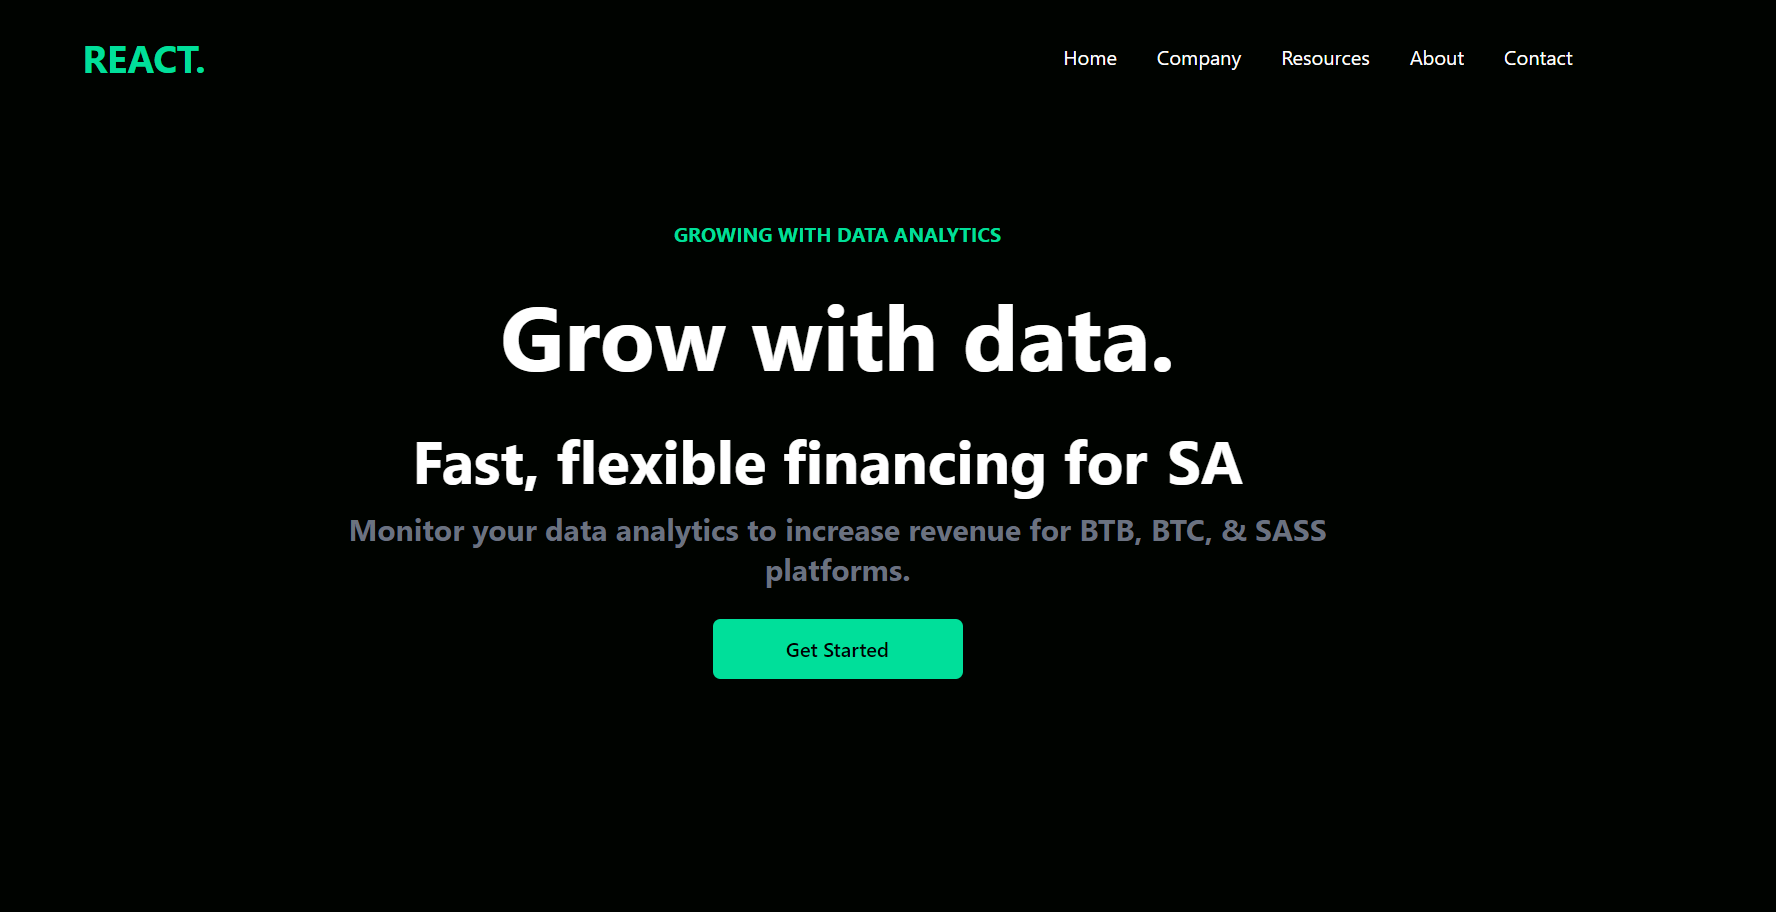 REACT.
Home Company Resources About Contact
GROWING WITH DATA ANALYTICS
Grow with data.
Fast, flexible financing for SA
Monitor your data analytics to increase revenue for BTB, BTC, & SASS
platforms.
Get Started